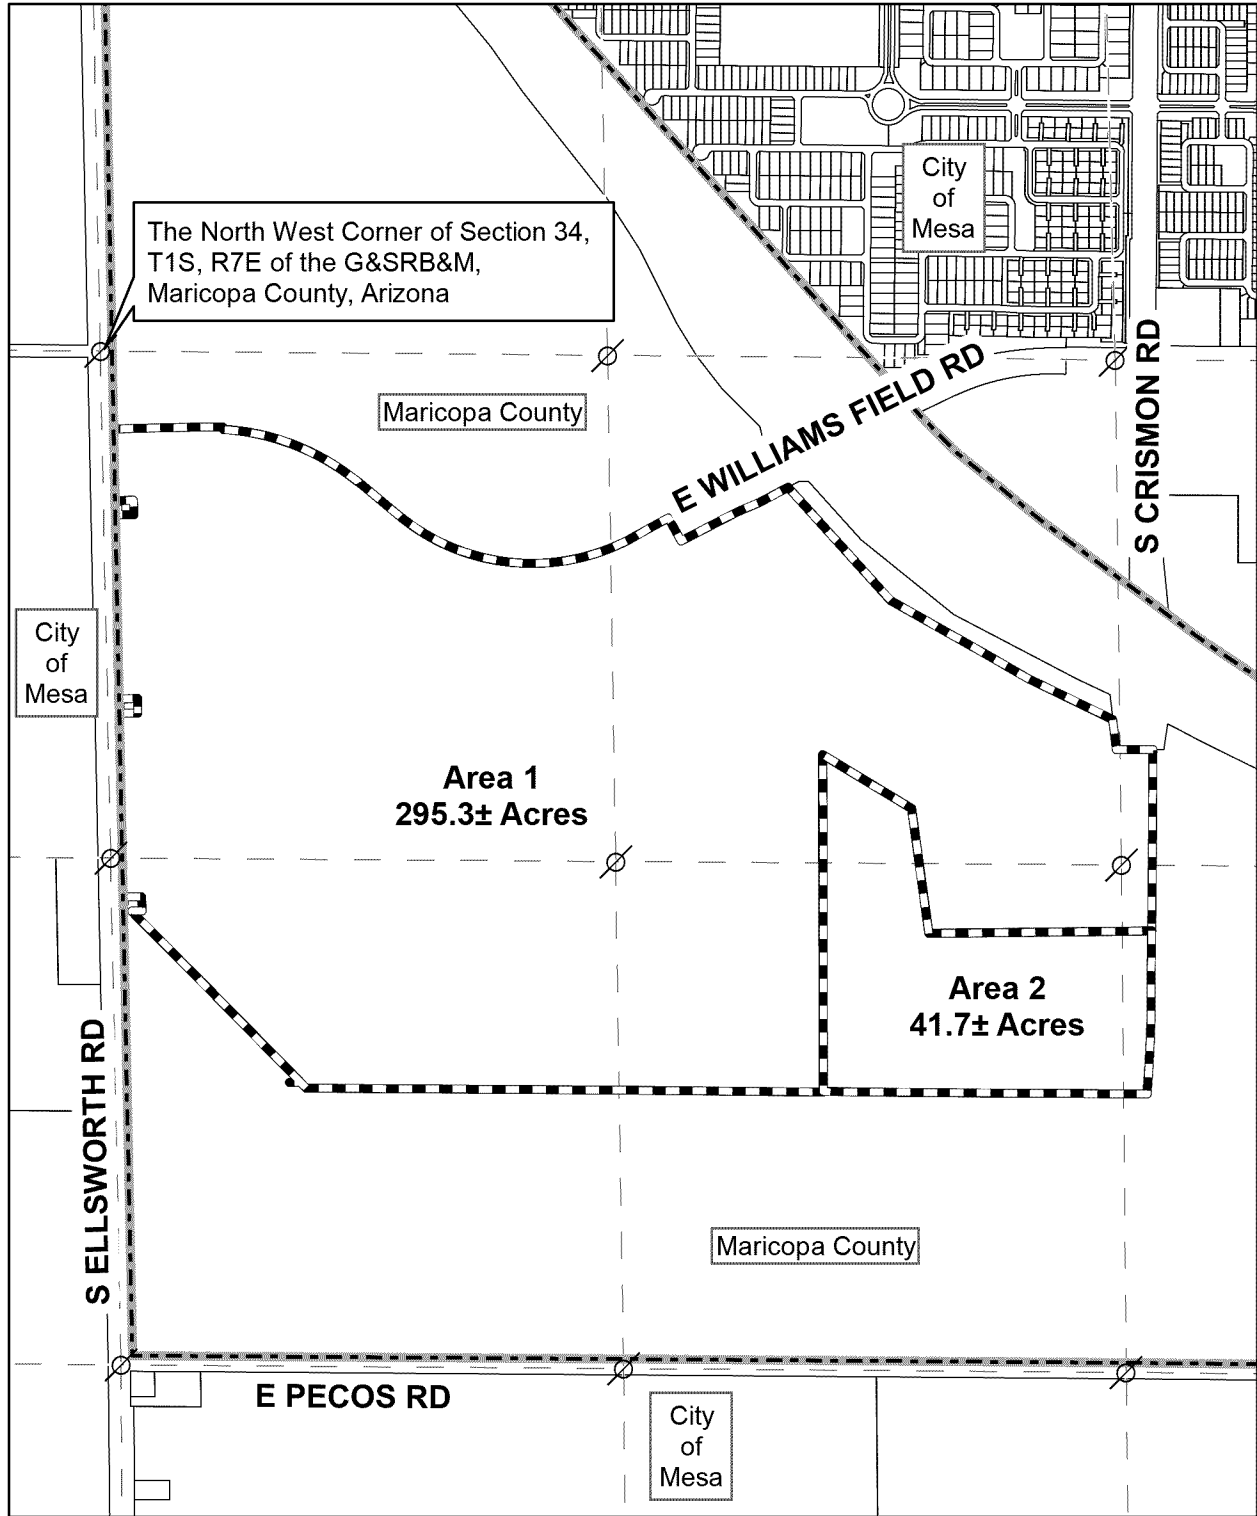 City
of
Mesa
The North West Corner of Section 34,
T1S, R7E of the G&SRB&M,
Maricopa County, Arizona
Maricopa County
E WILLIAMS FIELD RD
S CRISMON RD
City
of
Mesa
Area 1
295.3± Acres
Area 2
41.7± Acres
S ELLSWORTH RD
Maricopa County
E PECOS RD
City
of
Mesa